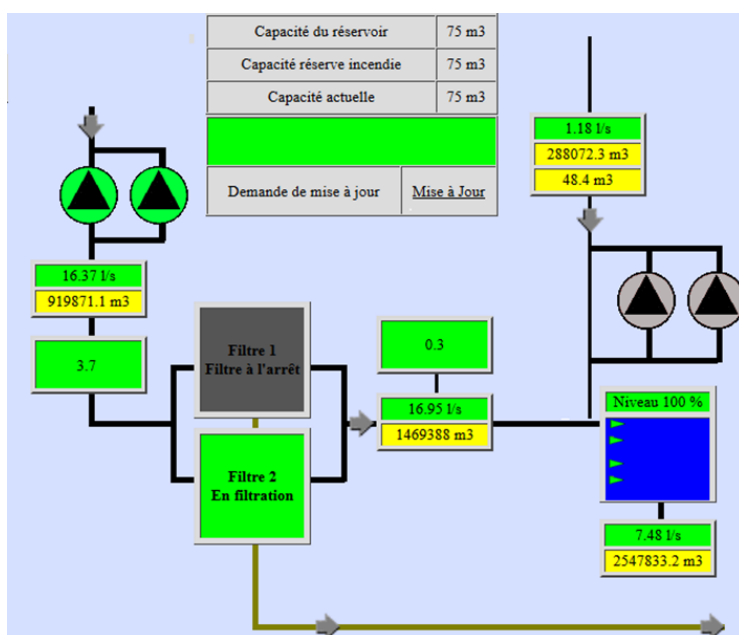 Capacité du réservoir 75 m3
Capacité réserve incendie 75 m3
Capacité actuelle 75 m3
Demande de mise à jour Mise à Jour
1.18 l/s
288072.3 m3
48.4 m3
16.37 l/s
919871.1 m3
3.7
Filtre 1
Filtre à l'arrêt
Filtre 2
En filtration
0.3
16.95 l/s
1469388 m3
Niveau 100 %
7.48 l/s
2547833.2 m3